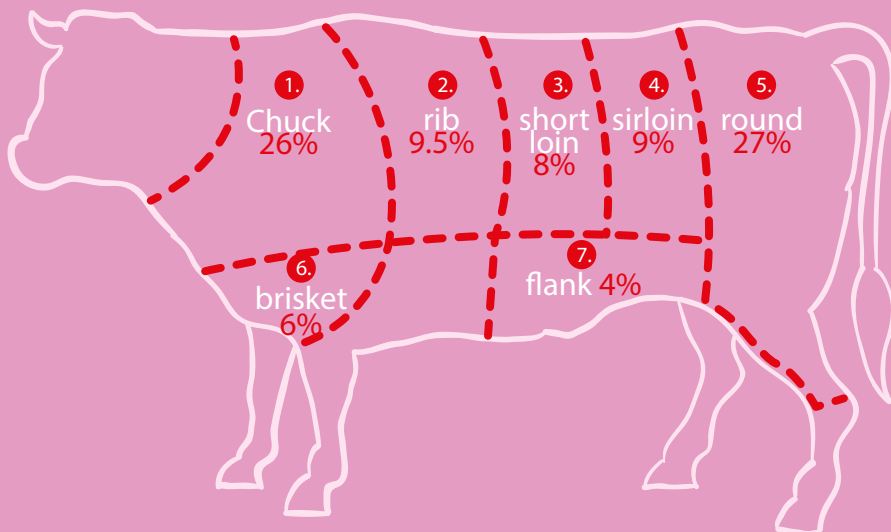 1.
Chuck
26%
2.
rib
9.5%
3.
short
loin
8%
4.
sirloin
9%
5.
round
27%
6.
brisket
6%
7.
flank 4%